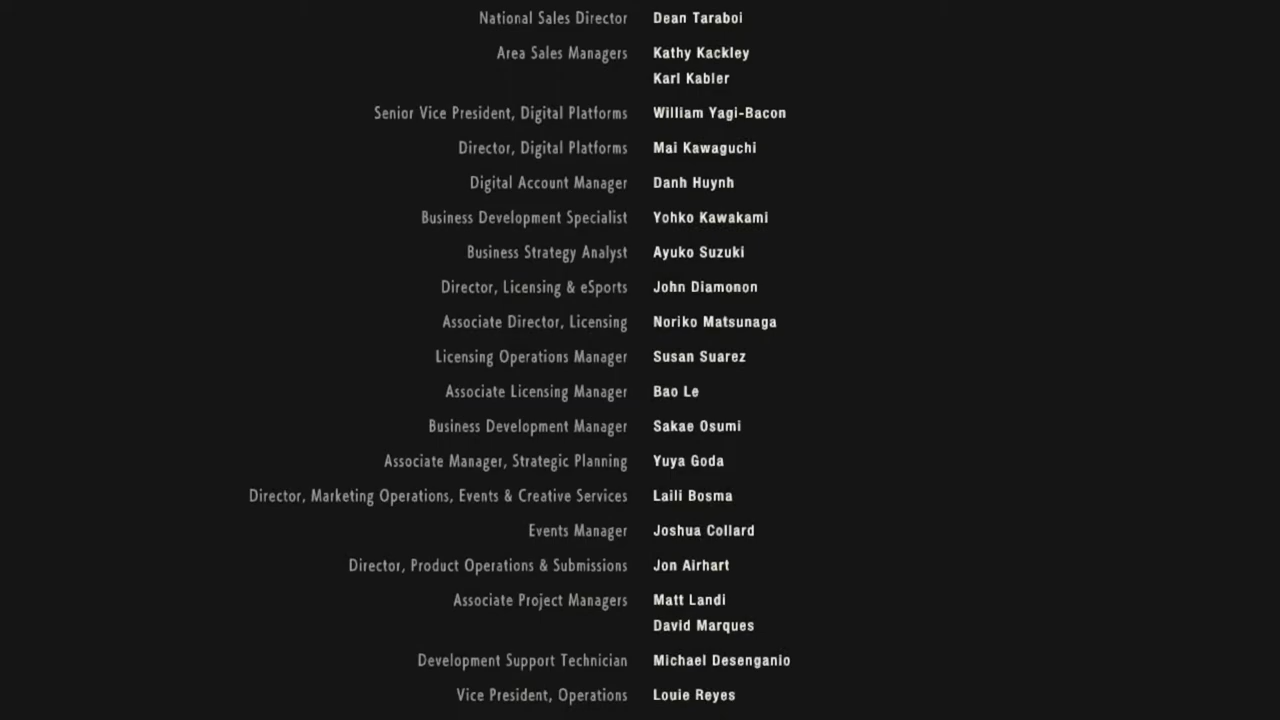 National Sales Director Dean Taraboi
Area Sales Managers Kathy Kackley
Karl Kabler
Senior Vice President, Digital Platforms William Yagi-Bacon
Director, Digital Platforms Mai Kawaguchi
Digital Account Manager Danh Huynh
Business Development Specialist Yohko Kawakami
Business Strategy Analyst Ayuko Suzuki
Director, Licensing & eSports John Diamonon
Associate Director, Licensing Noriko Matsunaga
Licensing Operations Manager Susan Suarez
Associate Licensing Manager Bao Le
Business Development Manager Sakae Osumi
Associate Manager, Strategic Planning Yuya Goda
Director, Marketing Operations, Events & Creative Services Laili Bosma
Events Manager Joshua Collard
Director, Product Operations & Submissions Jon Airhart
Associate Project Managers Matt Landi
David Marques
Development Support Technician Michael Desenganio
Vice President, Operations Louie Reyes